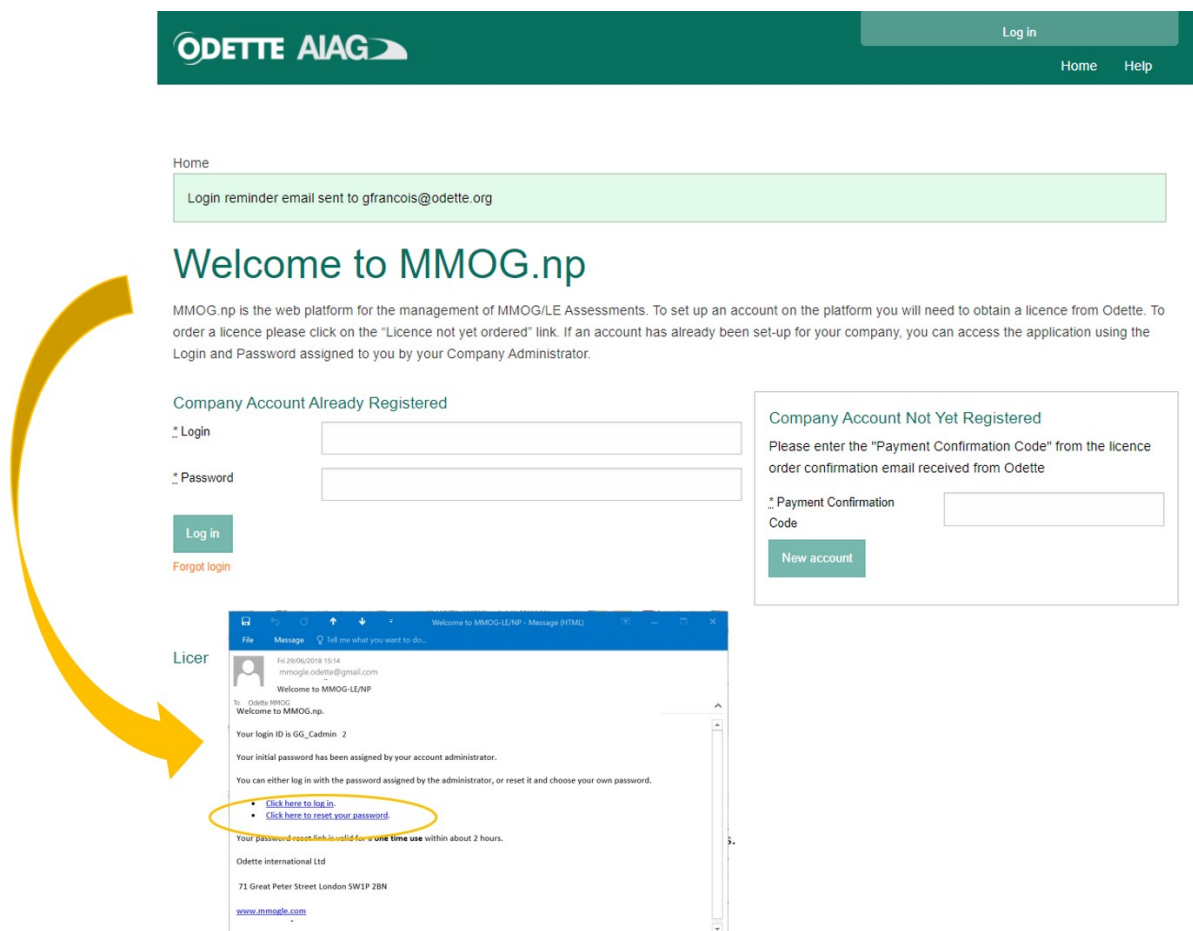 ODETTE AIAG
Log in
Home Help
Home
Login reminder email sent to gfrancois@odette.org
Welcome to MMOG.np
MMOG.np is the web platform for the management of MMOG/LE Assessments. To set up an account on the platform you will need to obtain a licence from Odette. To
order a licence please click on the “Licence not yet ordered” link. If an account has already been set-up for your company, you can access the application using the
Login and Password assigned to you by your Company Administrator.
Company Account Already Registered
* Login
* Password
Log in
Forgot login
Company Account Not Yet Registered
Please enter the "Payment Confirmation Code" from the licence
order confirmation email received from Odette
* Payment Confirmation
Code
New account
Licer
Welcome to MMOG-LE/NP - Message (HTML)
File Message Tell me what you want to do...
Fri 29/06/2018 15:14
mmogle.odette@gmail.com
Welcome to MMOG-LE/NP
To Odette MMOG
Welcome to MMOG.np.
Your login ID is GG_Cadmin 2
Your initial password has been assigned by your account administrator.
You can either log in with the password assigned by the administrator, or reset it and choose your own password.
• Click here to log in.
• Click here to reset your password.
Your password reset link is valid for a one time use within about 2 hours.
s.
Odette international Ltd
71 Great Peter Street London SW1P 2BN
www.mmogle.com